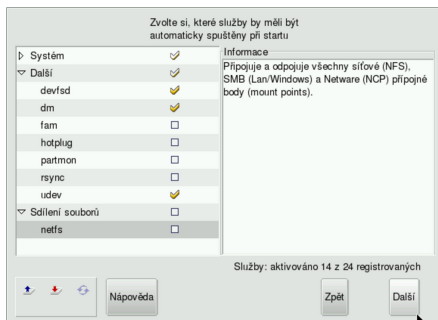 Zvolte si, které služby by měli být
automaticky spuštěny při startu
Systém
Další
devfsd
dm
fam
hotplug
partmon
rsync
udev
Sdílení souborů
netfs
Informace
Připojuje a odpojuje všechny síťové (NFS),
SMB (Lan/Windows) a Netware (NCP) přípojné
body (mount points).
Služby: aktivováno 14 z 24 registrovaných
Nápověda
Zpět
Další